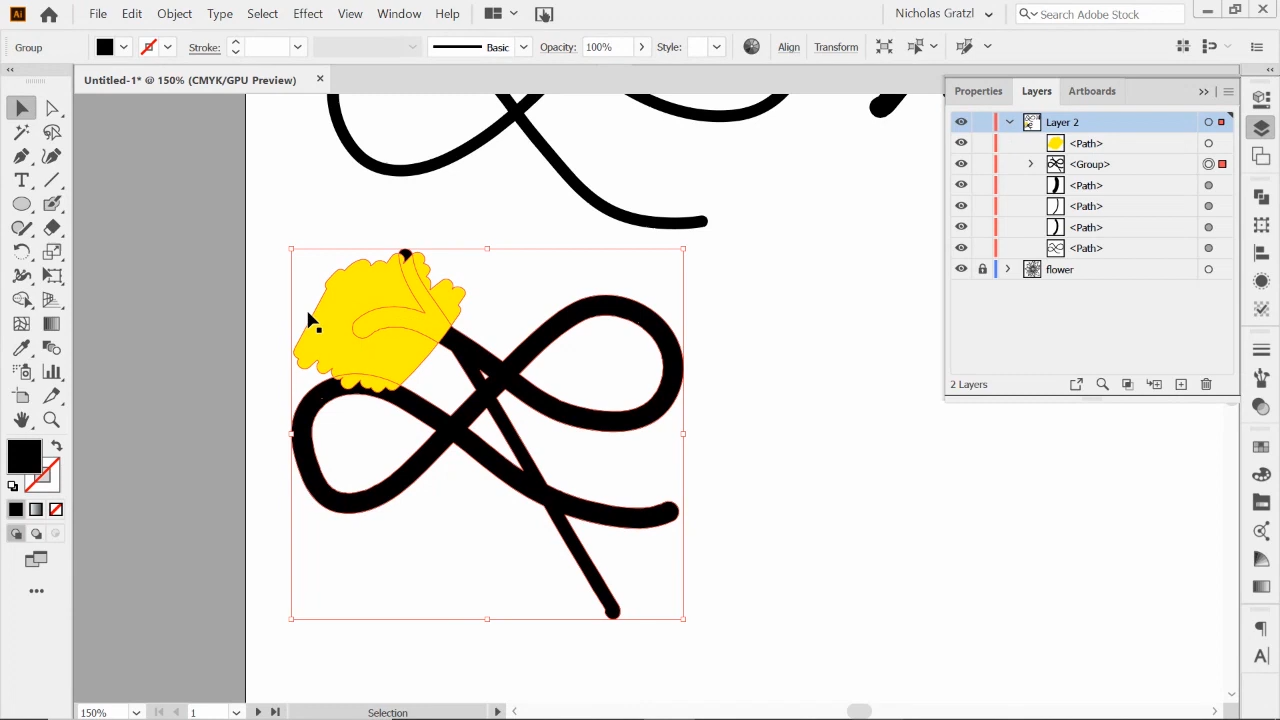 Ai File Edit Object Type Select Effect View Window Help Nicholas Gratzl Search Adobe Stock
Group Stroke: Basic Opacity: 100% Style: Align Transform
Untitled-1* @ 150% (CMYK/GPU Preview)
Properties Layers Artboards
Layer 2
<Path>
<Group>
<Path>
<Path>
<Path>
<Path>
flower
2 Layers
150% 1 Selection